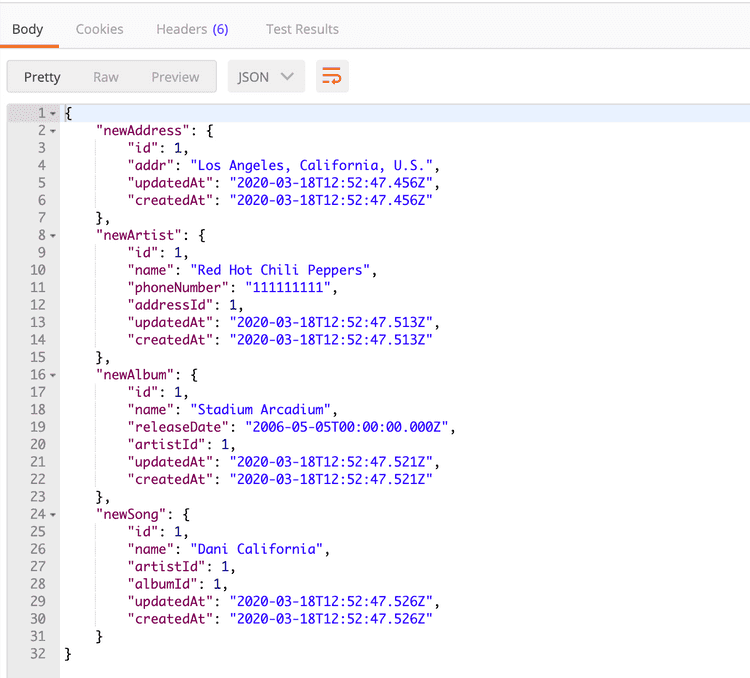 Body Cookies Headers (6) Test Results
Pretty Raw Preview JSON
1 {
2 "newAddress": {
3 "id": 1,
4 "addr": "Los Angeles, California, U.S.",
5 "updatedAt": "2020-03-18T12:52:47.456Z",
6 "createdAt": "2020-03-18T12:52:47.456Z"
7 },
8 "newArtist": {
9 "id": 1,
10 "name": "Red Hot Chili Peppers",
11 "phoneNumber": "111111111",
12 "addressId": 1,
13 "updatedAt": "2020-03-18T12:52:47.513Z",
14 "createdAt": "2020-03-18T12:52:47.513Z"
15 },
16 "newAlbum": {
17 "id": 1,
18 "name": "Stadium Arcadium",
19 "releaseDate": "2006-05-05T00:00:00.000Z",
20 "artistId": 1,
21 "updatedAt": "2020-03-18T12:52:47.521Z",
22 "createdAt": "2020-03-18T12:52:47.521Z"
23 },
24 "newSong": {
25 "id": 1,
26 "name": "Dani California",
27 "artistId": 1,
28 "albumId": 1,
29 "updatedAt": "2020-03-18T12:52:47.526Z",
30 "createdAt": "2020-03-18T12:52:47.526Z"
31 }
32 }